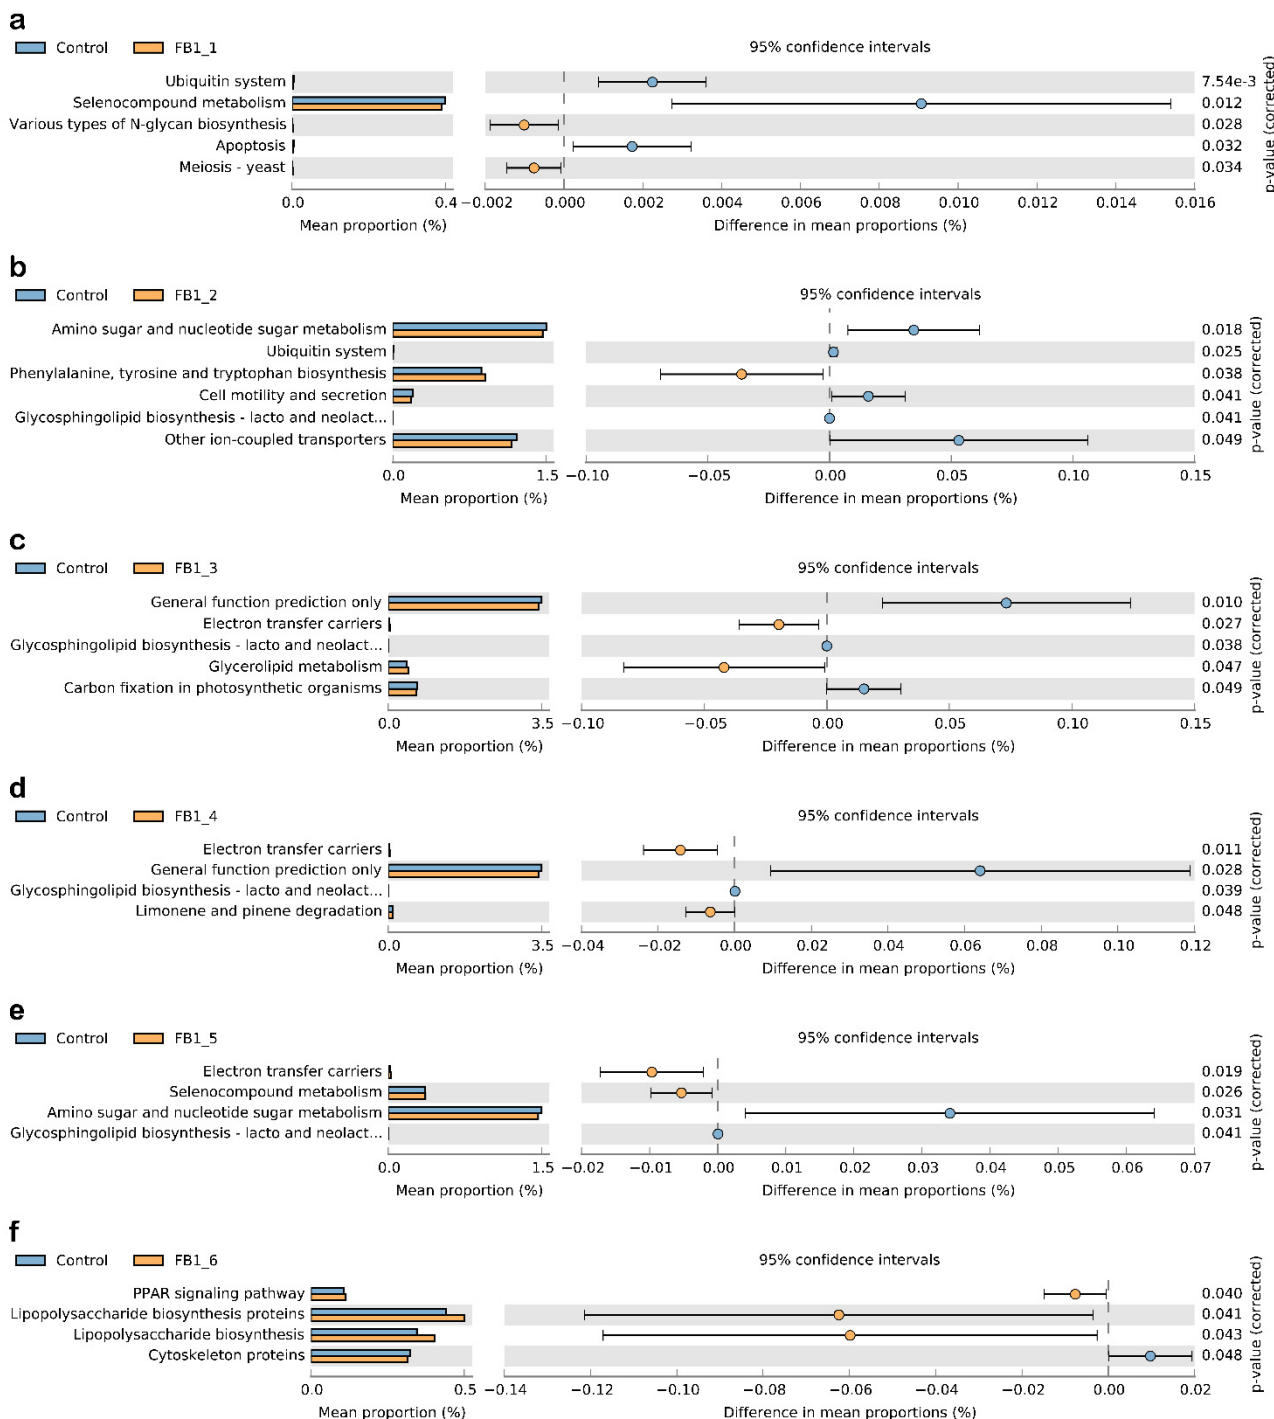 a
Control FB1_1 95% confidence intervals
Ubiquitin system 7.54e-3
Selenocompound metabolism 0.012
Various types of N-glycan biosynthesis 0.028
Apoptosis 0.032
Meiosis - yeast 0.034
p-value (corrected)
0.0 0.4 −0.002 0.000 0.002 0.004 0.006 0.008 0.010 0.012 0.014 0.016
Mean proportion (%) Difference in mean proportions (%)
b
Control FB1_2 95% confidence intervals
Amino sugar and nucleotide sugar metabolism 0.018
Ubiquitin system 0.025
Phenylalanine, tyrosine and tryptophan biosynthesis 0.038
Cell motility and secretion 0.041
Glycosphingolipid biosynthesis - lacto and neolact... 0.041
Other ion-coupled transporters 0.049
p-value (corrected)
0.0 1.5 −0.10 −0.05 0.00 0.05 0.10 0.15
Mean proportion (%) Difference in mean proportions (%)
c
Control FB1_3 95% confidence intervals
General function prediction only 0.010
Electron transfer carriers 0.027
Glycosphingolipid biosynthesis - lacto and neolact... 0.038
Glycerolipid metabolism 0.047
Carbon fixation in photosynthetic organisms 0.049
p-value (corrected)
0.0 3.5 −0.10 −0.05 0.00 0.05 0.10 0.15
Mean proportion (%) Difference in mean proportions (%)
d
Control FB1_4 95% confidence intervals
Electron transfer carriers 0.011
General function prediction only 0.028
Glycosphingolipid biosynthesis - lacto and neolact... 0.039
Limonene and pinene degradation 0.048
p-value (corrected)
0.0 3.5 −0.04 −0.02 0.00 0.02 0.04 0.06 0.08 0.10 0.12
Mean proportion (%) Difference in mean proportions (%)
e
Control FB1_5 95% confidence intervals
Electron transfer carriers 0.019
Selenocompound metabolism 0.026
Amino sugar and nucleotide sugar metabolism 0.031
Glycosphingolipid biosynthesis - lacto and neolact... 0.041
p-value (corrected)
0.0 1.5 −0.02 −0.01 0.00 0.01 0.02 0.03 0.04 0.05 0.06 0.07
Mean proportion (%) Difference in mean proportions (%)
f
Control FB1_6 95% confidence intervals
PPAR signaling pathway 0.040
Lipopolysaccharide biosynthesis proteins 0.041
Lipopolysaccharide biosynthesis 0.043
Cytoskeleton proteins 0.048
p-value (corrected)
0.0 0.5 −0.14 −0.12 −0.10 −0.08 −0.06 −0.04 −0.02 0.00 0.02
Mean proportion (%) Difference in mean proportions (%)